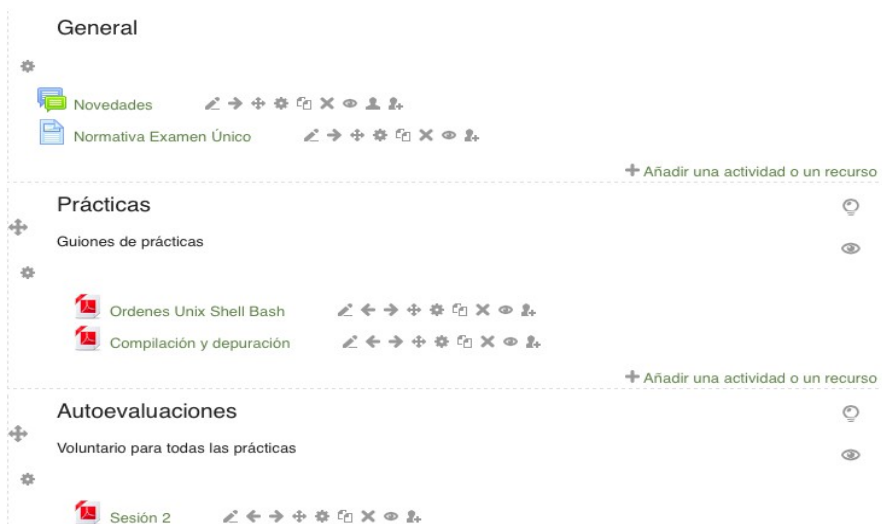 General
Novedades
Normativa Examen Único
Añadir una actividad o un recurso
Prácticas
Guiones de prácticas
Ordenes Unix Shell Bash
Compilación y depuración
Añadir una actividad o un recurso
Autoevaluaciones
Voluntario para todas las prácticas
Sesión 2